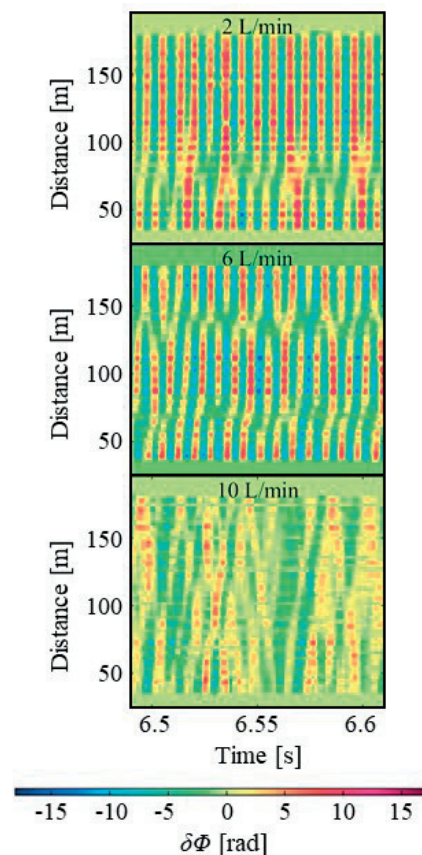 2 L/min
Distance [m]
150
100
50
6 L/min
Distance [m]
150
100
50
10 L/min
Distance [m]
150
100
50
6.5 6.55 6.6
Time [s]
-15 -10 -5 0 5 10 15
δΦ [rad]